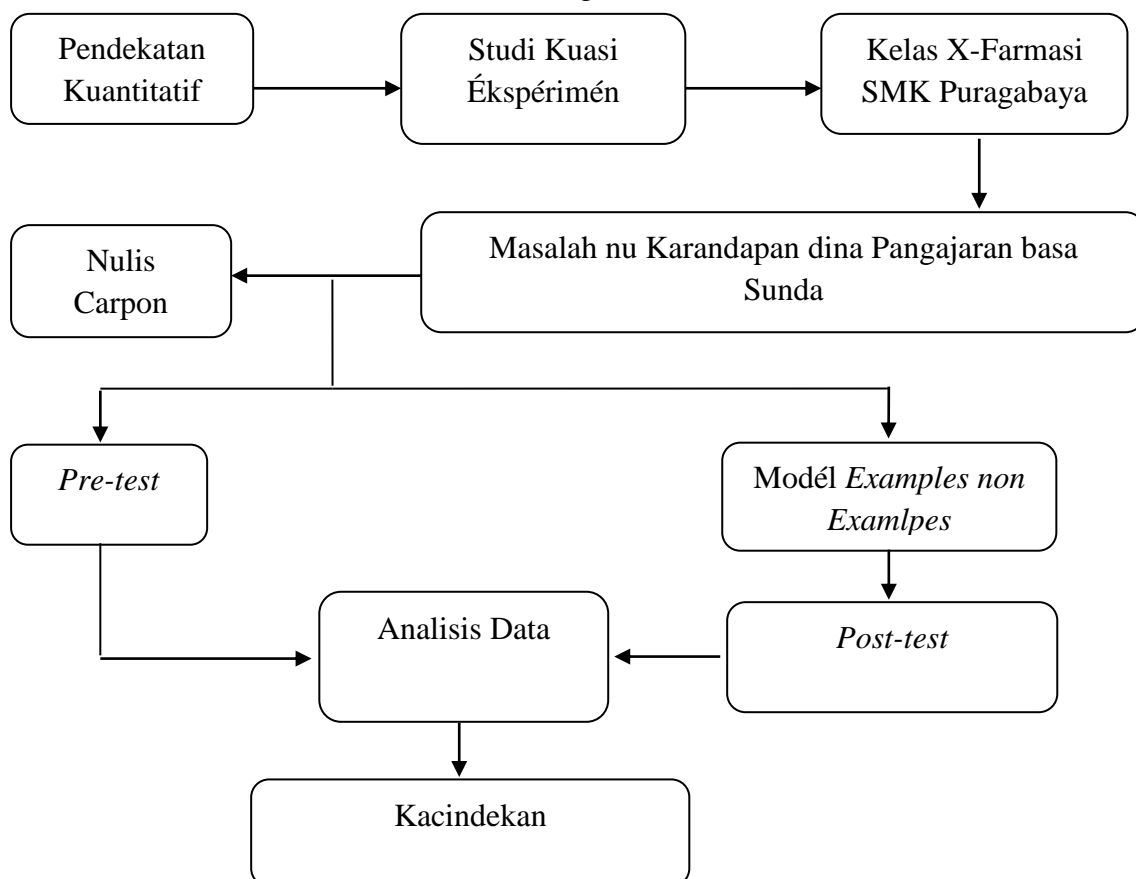 Pendekatan
Kuantitatif
Studi Kuasi
Ékspérimén
Kelas X-Farmasi
SMK Puragabaya
Nulis
Carpon
Masalah nu Karandapan dina Pangajaran basa
Sunda
Pre-test
Modél Examples non
Examlpes
Analisis Data
Post-test
Kacindekan